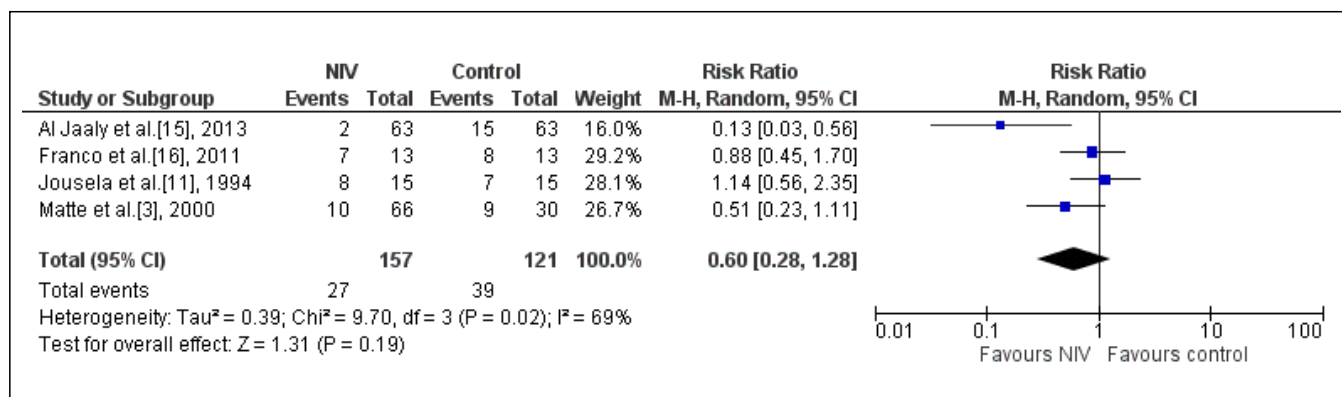 NIV Control Risk Ratio Risk Ratio
Study or Subgroup Events Total Events Total Weight M-H, Random, 95% CI M-H, Random, 95% CI
Al Jaaly et al.[15], 2013 2 63 15 63 16.0% 0.13 [0.03, 0.56]
Franco et al.[16], 2011 7 13 8 13 29.2% 0.88 [0.45, 1.70]
Jousela et al.[11], 1994 8 15 7 15 28.1% 1.14 [0.56, 2.35]
Matte et al.[3], 2000 10 66 9 30 26.7% 0.51 [0.23, 1.11]
Total (95% CI) 157 121 100.0% 0.60 [0.28, 1.28]
Total events 27 39
Heterogeneity: Tau² = 0.39; Chi² = 9.70, df = 3 (P = 0.02); I² = 69%
Test for overall effect: Z = 1.31 (P = 0.19)
0.01 0.1 1 10 100
Favours NIV Favours control